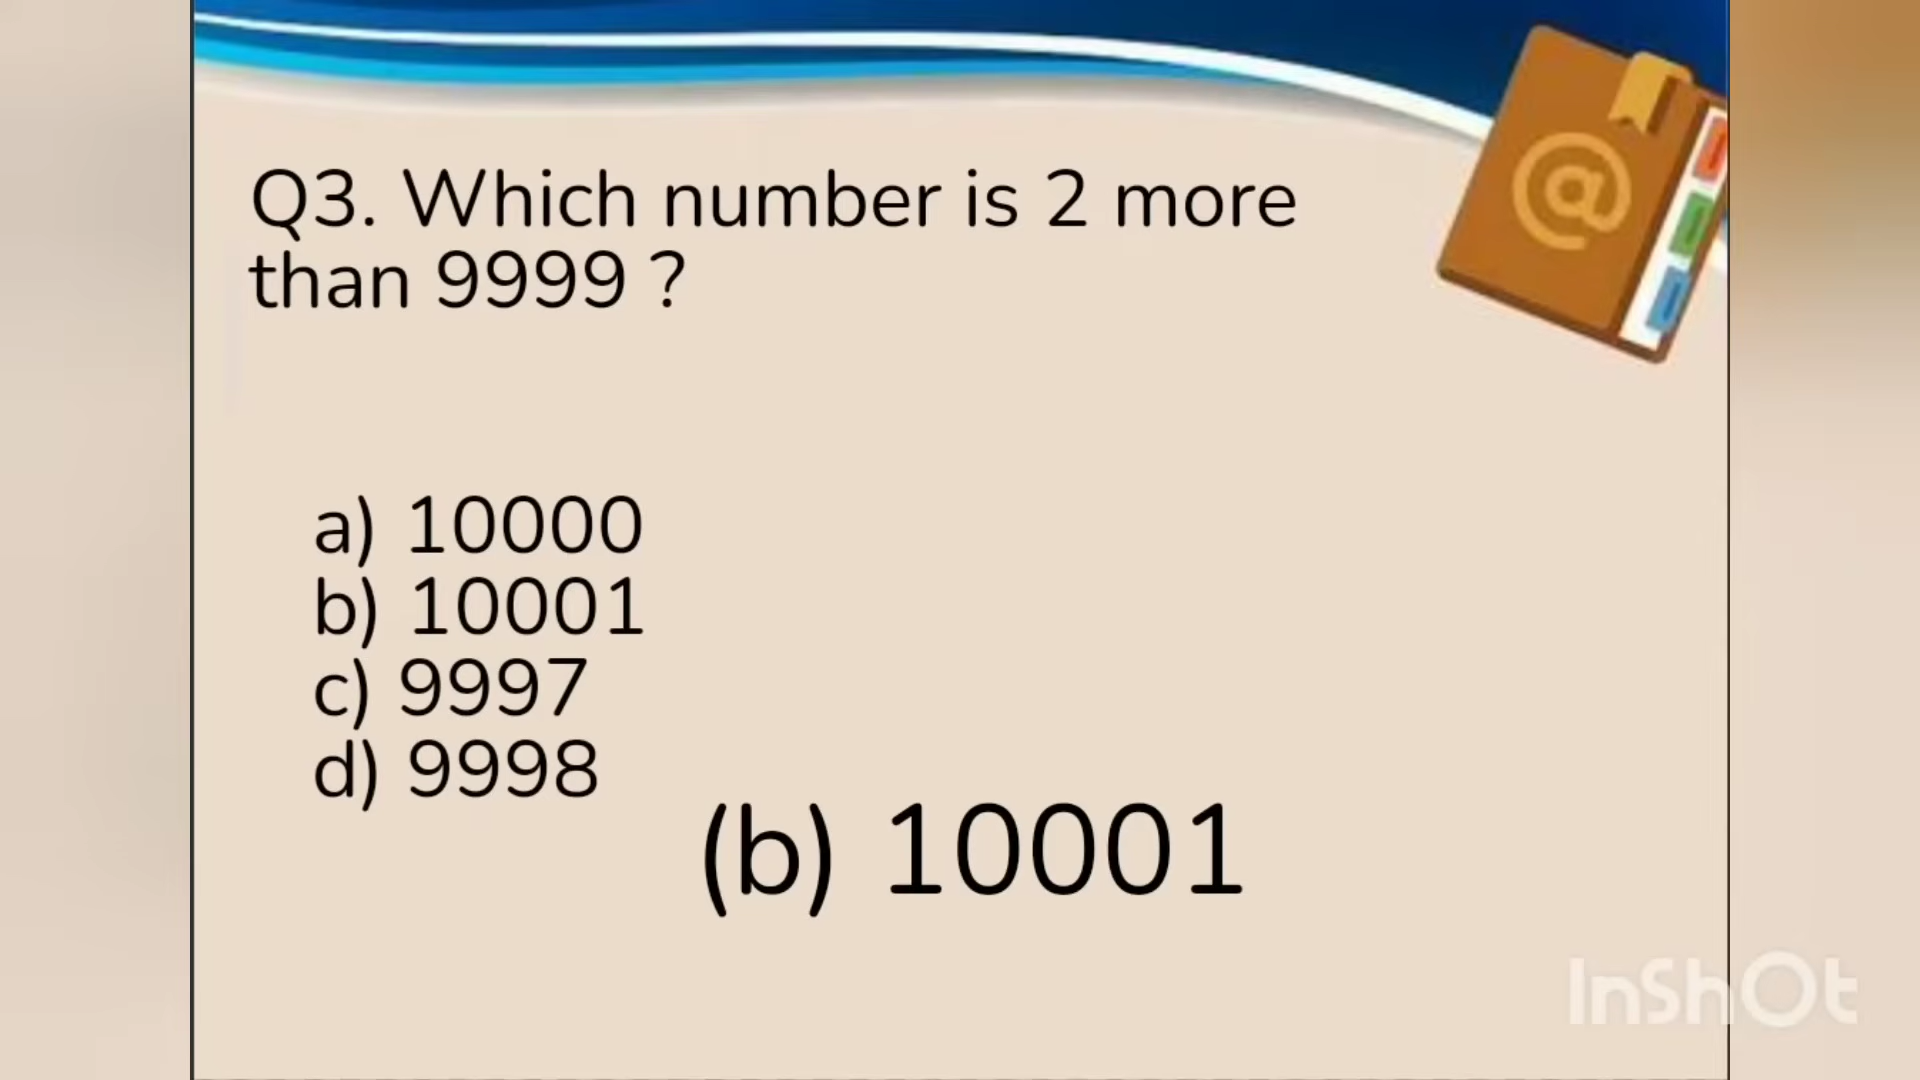 Q3. Which number is 2 more
than 9999 ?
a) 10000
b) 10001
c) 9997
d) 9998
(b) 10001
InShOt